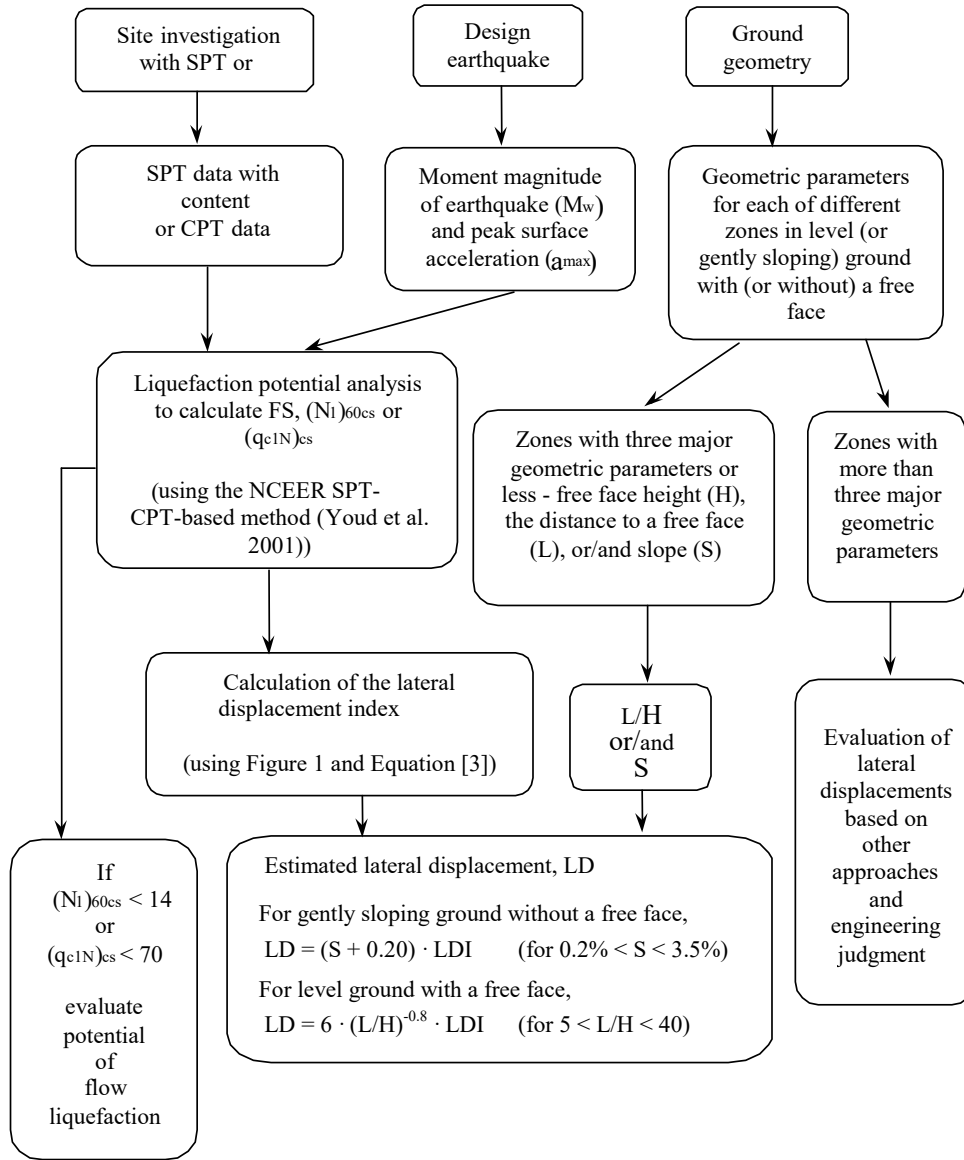 Site investigation
with SPT or
Design
earthquake
Ground
geometry
SPT data with
content
or CPT data
Moment magnitude
of earthquake (Mw)
and peak surface
acceleration (amax)
Geometric parameters
for each of different
zones in level (or
gently sloping) ground
with (or without) a free
face
Liquefaction potential analysis
to calculate FS, (N1)60cs or
(qc1N)cs
(using the NCEER SPT-
CPT-based method (Youd et al.
2001))
Zones with three major
geometric parameters or
less - free face height (H),
the distance to a free face
(L), or/and slope (S)
Zones with
more than
three major
geometric
parameters
Calculation of the lateral
displacement index
(using Figure 1 and Equation [3])
L/H
or/and
S
Evaluation of
lateral
displacements
based on
other
approaches
and
engineering
judgment
If
(N1)60cs < 14
or
(qc1N)cs < 70
evaluate
potential
of
flow
liquefaction
Estimated lateral displacement, LD
For gently sloping ground without a free face,
LD = (S + 0.20) · LDI (for 0.2% < S < 3.5%)
For level ground with a free face,
LD = 6 · (L/H)^-0.8 · LDI (for 5 < L/H < 40)